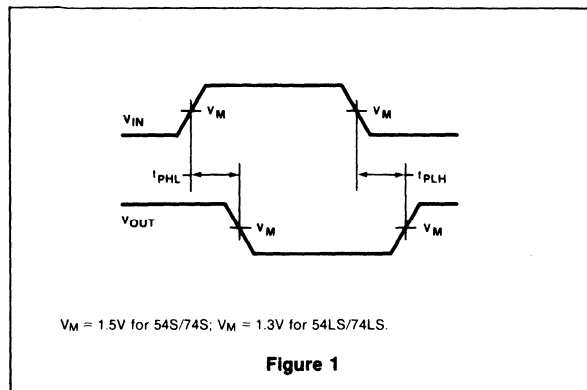 VIN
VM
VM
tPHL
tPLH
VOUT
VM
VM
VM = 1.5V for 54S/74S; VM = 1.3V for 54LS/74LS.
Figure 1